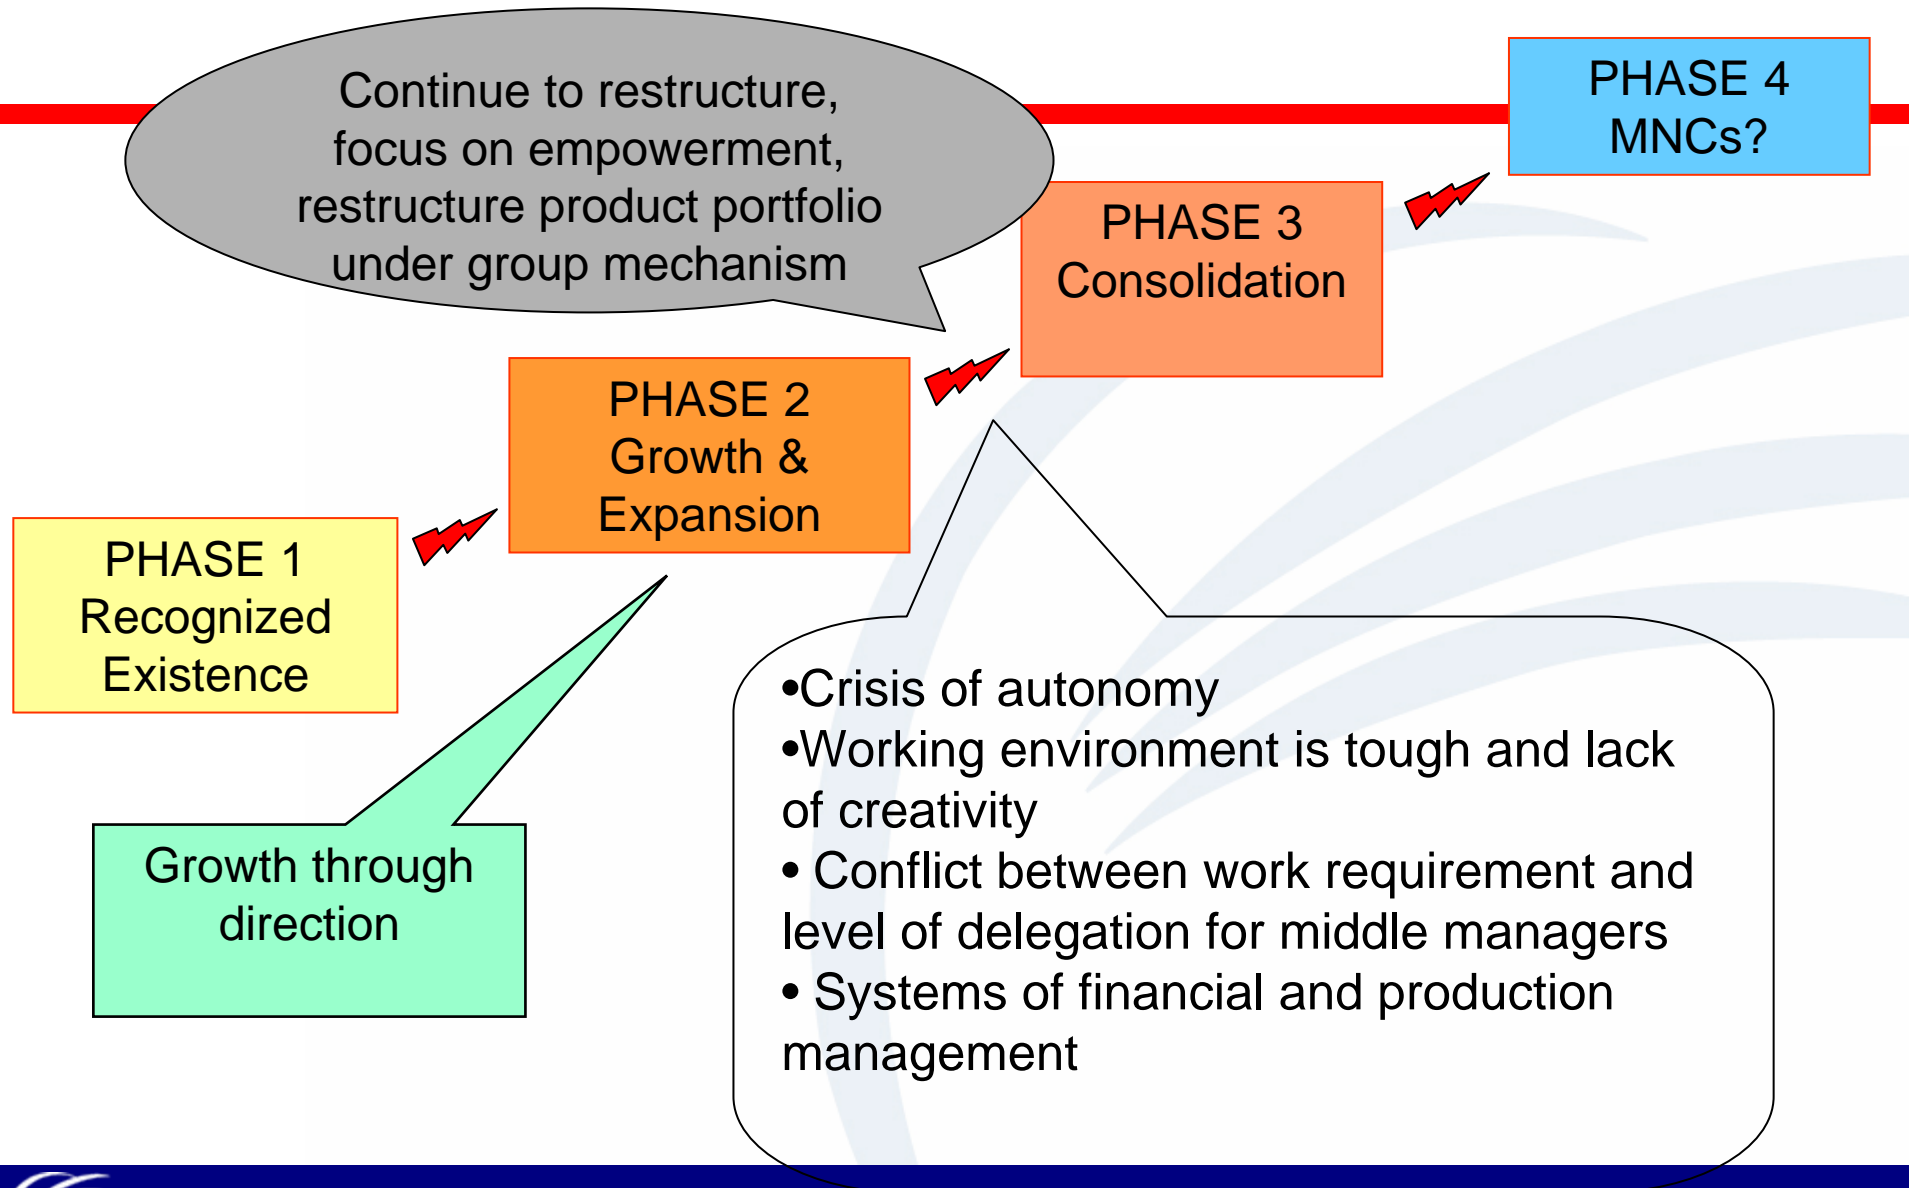 Continue to restructure,
focus on empowerment,
restructure product portfolio
under group mechanism
PHASE 4
MNCs?
PHASE 3
Consolidation
PHASE 2
Growth &
Expansion
PHASE 1
Recognized
Existence
Growth through
direction
•Crisis of autonomy
•Working environment is tough and lack
of creativity
• Conflict between work requirement and
level of delegation for middle managers
• Systems of financial and production
management